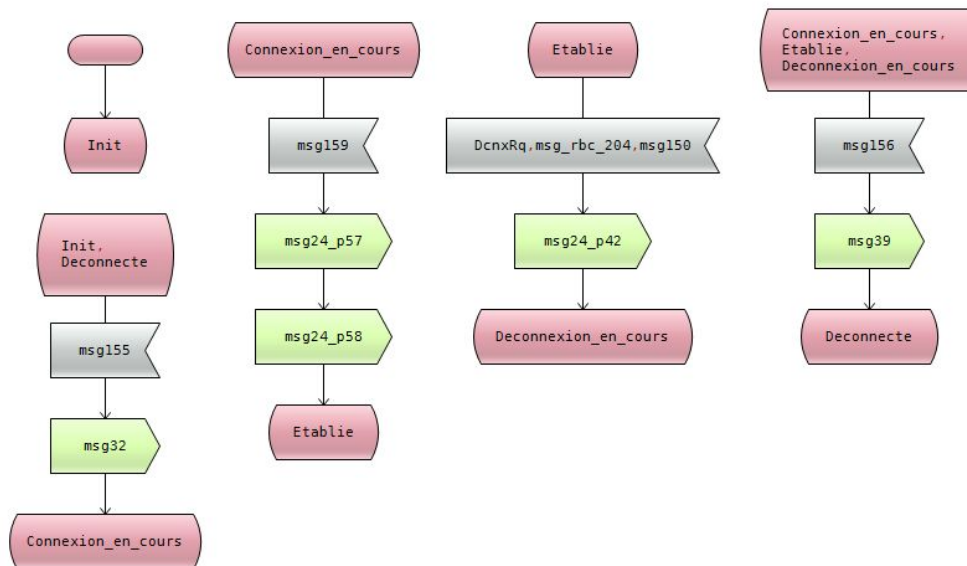 Init
Init,
Deconnecte
msg155
msg32
Connexion_en_cours
Connexion_en_cours
msg159
msg24_p57
msg24_p58
Etablie
Etablie
DcnxRq,msg_rbc_204,msg150
msg24_p42
Deconnexion_en_cours
Connexion_en_cours,
Etablie,
Deconnexion_en_cours
msg156
msg39
Deconnecte